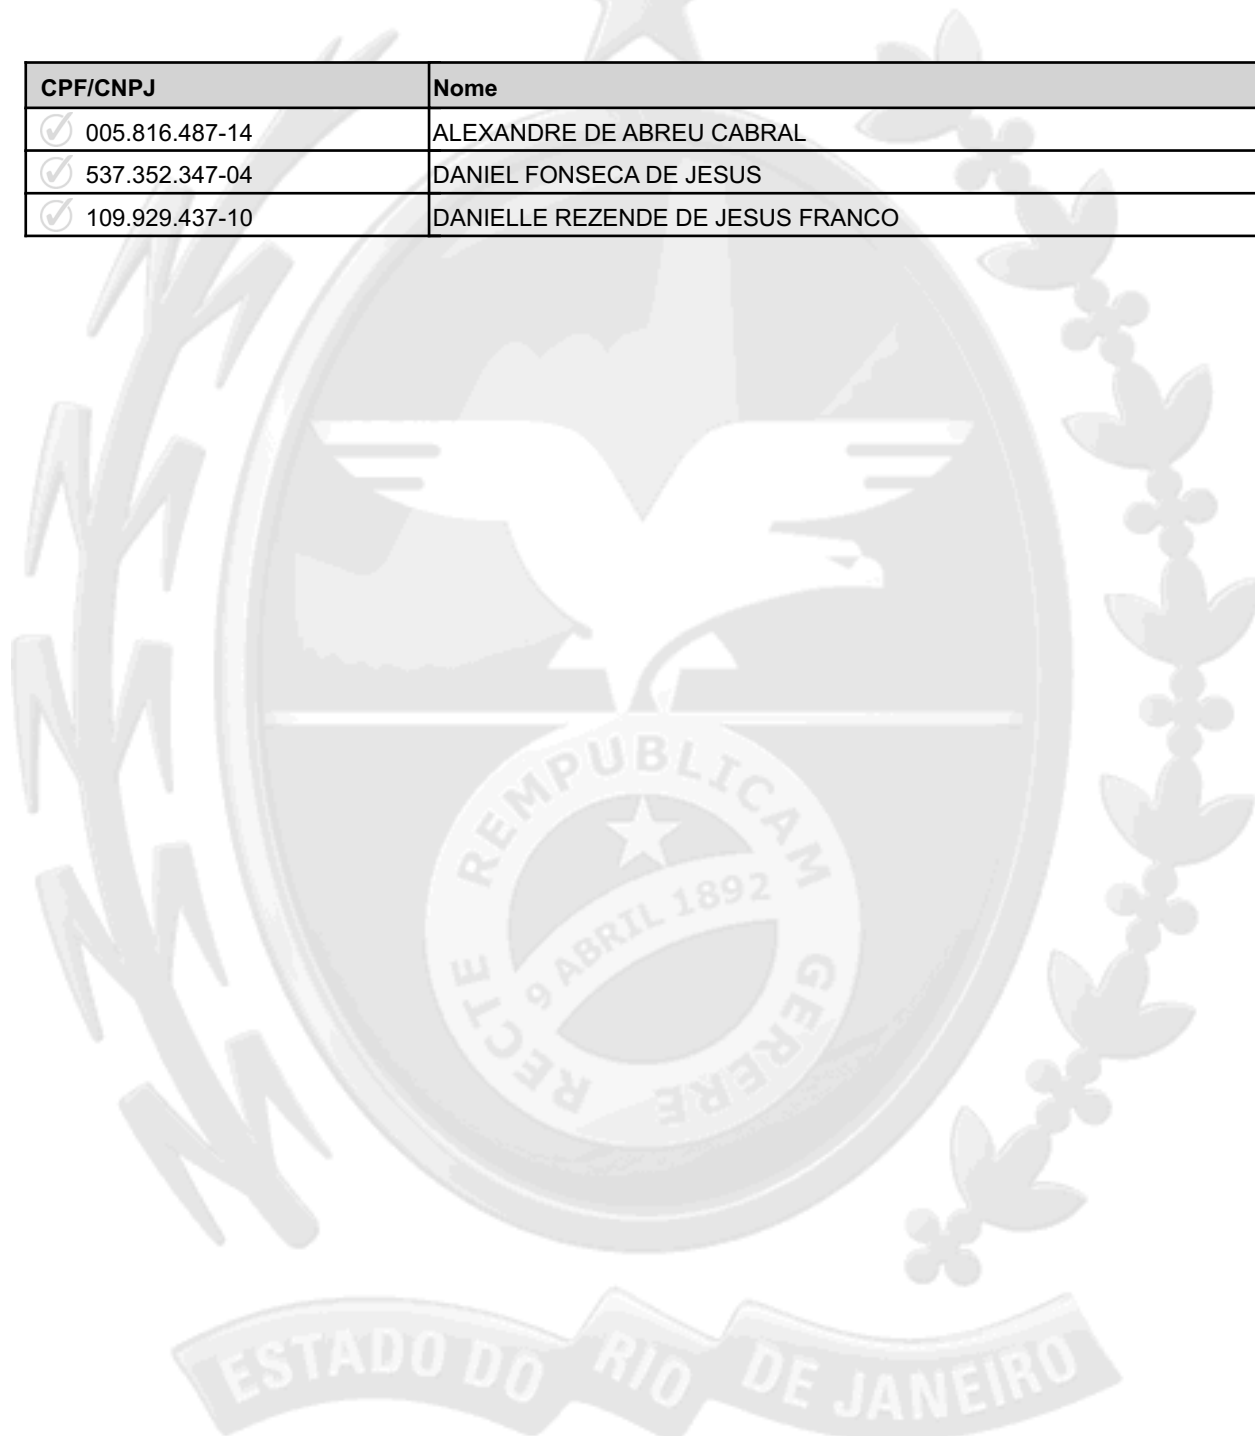 CPF/CNPJ Nome
005.816.487-14 ALEXANDRE DE ABREU CABRAL
537.352.347-04 DANIEL FONSECA DE JESUS
109.929.437-10 DANIELLE REZENDE DE JESUS FRANCO
REMPUBLICAM
9 ABRIL 1892
RECTE GERERE
ESTADO DO RIO DE JANEIRO